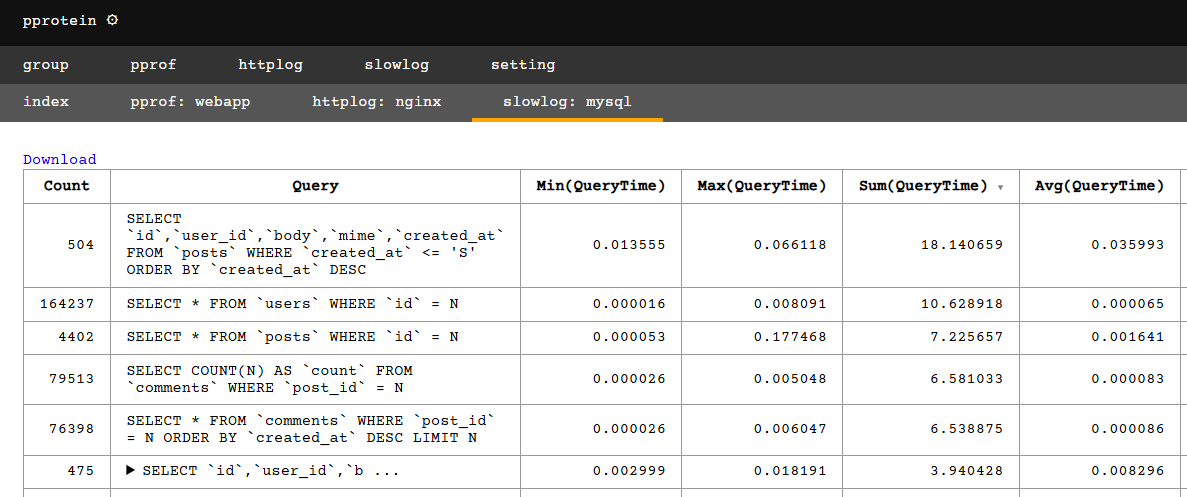 pprotein
group pprof httplog slowlog setting
index pprof: webapp httplog: nginx slowlog: mysql
Download
Count Query Min(QueryTime) Max(QueryTime) Sum(QueryTime) ▼ Avg(QueryTime)
SELECT
`id`,`user_id`,`body`,`mime`,`created_at`
504 FROM `posts` WHERE `created_at` <= 'S' 0.013555 0.066118 18.140659 0.035993
ORDER BY `created_at` DESC
164237 SELECT * FROM `users` WHERE `id` = N 0.000016 0.008091 10.628918 0.000065
4402 SELECT * FROM `posts` WHERE `id` = N 0.000053 0.177468 7.225657 0.001641
SELECT COUNT(N) AS `count` FROM
79513 `comments` WHERE `post_id` = N 0.000026 0.005048 6.581033 0.000083
SELECT * FROM `comments` WHERE `post_id`
76398 = N ORDER BY `created_at` DESC LIMIT N 0.000026 0.006047 6.538875 0.000086
475 ▶ SELECT `id`,`user_id`,`b ... 0.002999 0.018191 3.940428 0.008296